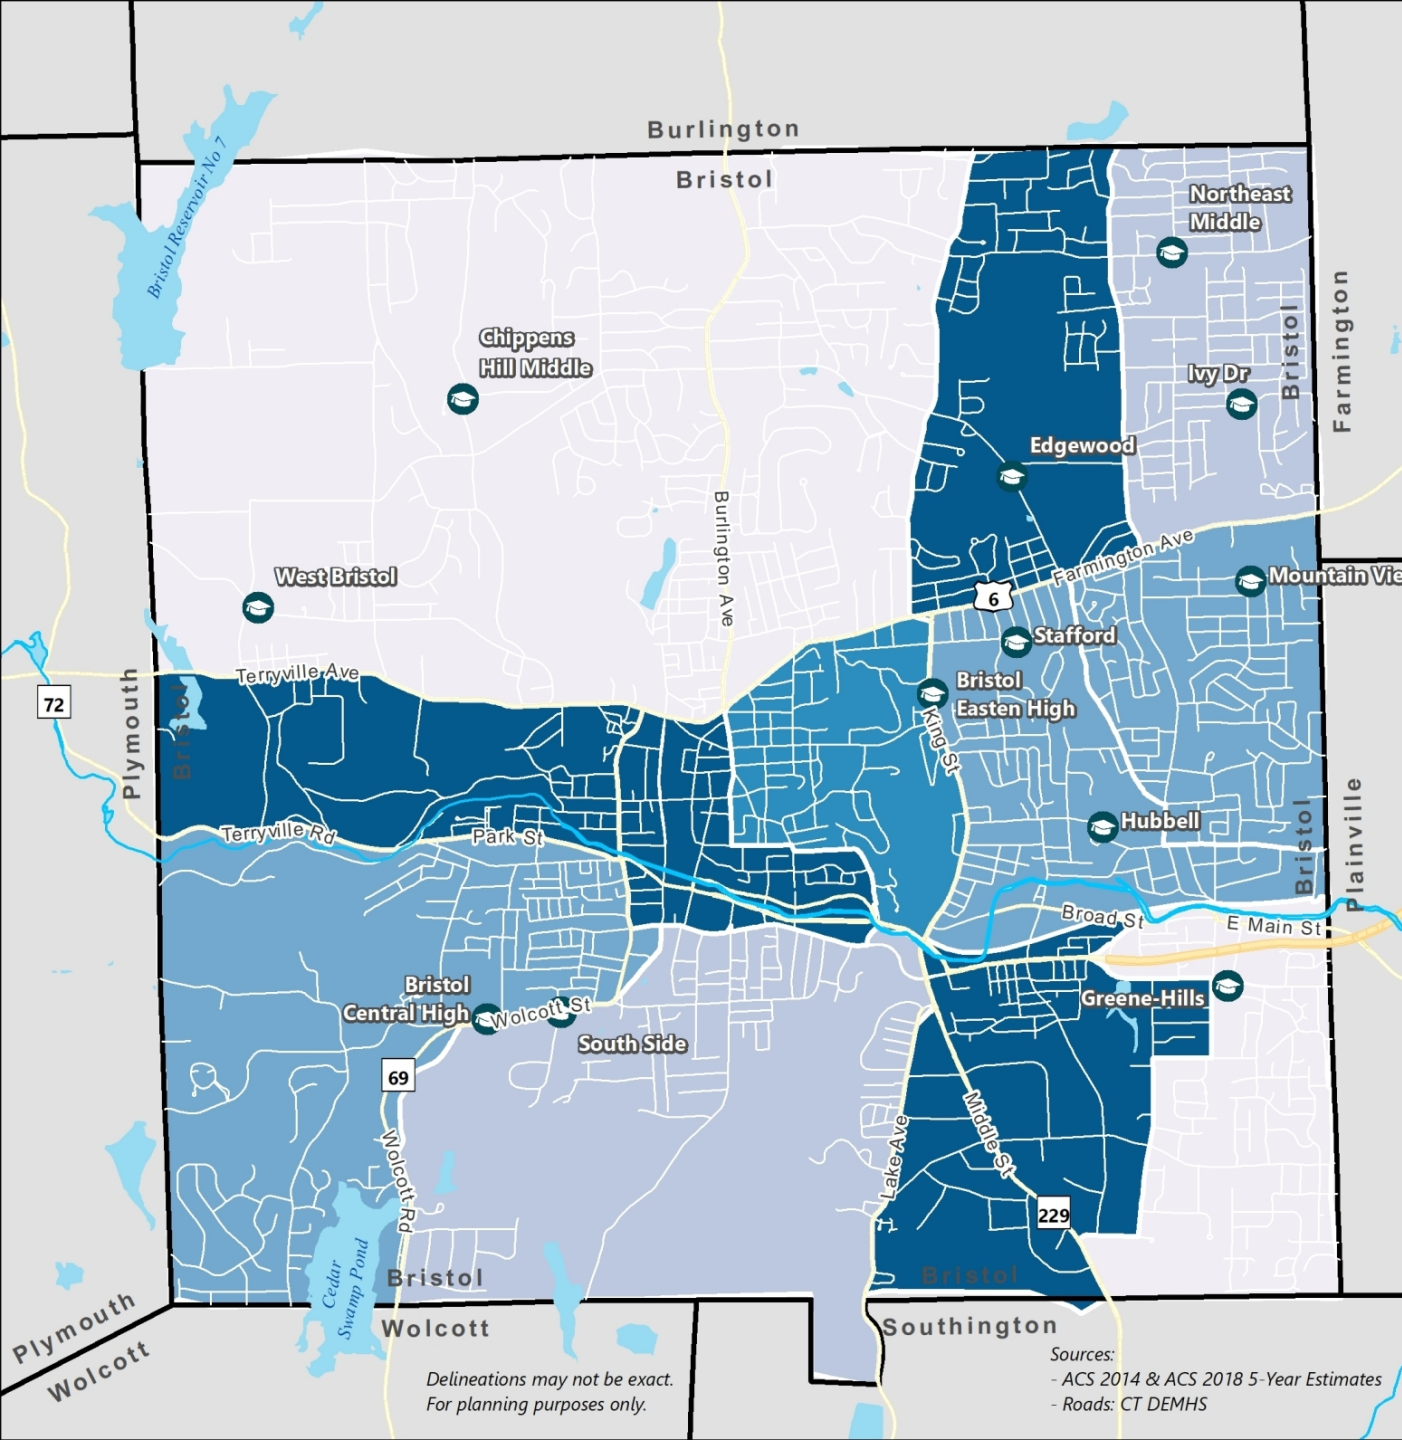 Burlington
Bristol
Bristol Reservoir No 7
Northeast
Middle
Chippens
Hill Middle
Ivy Dr
Bristol
Farmington
Edgewood
Burlington Ave
Farmington Ave
6
West Bristol
Mountain Vie
Stafford
Terryville Ave
Bristol
Easten High
King St
72
Plymouth
Bristol
Terryville Rd
Park St
Hubbell
Bristol
Plainville
Broad St
E Main St
Bristol
Central High
Wolcott St
Greene-Hills
South Side
69
Wolcott Rd
Lake Ave
Middle St
229
Cedar
Swamp Pond
Bristol
Bristol
Plymouth
Wolcott
Wolcott
Southington
Delineations may not be exact.
For planning purposes only.
Sources:
- ACS 2014 & ACS 2018 5-Year Estimates
- Roads: CT DEMHS